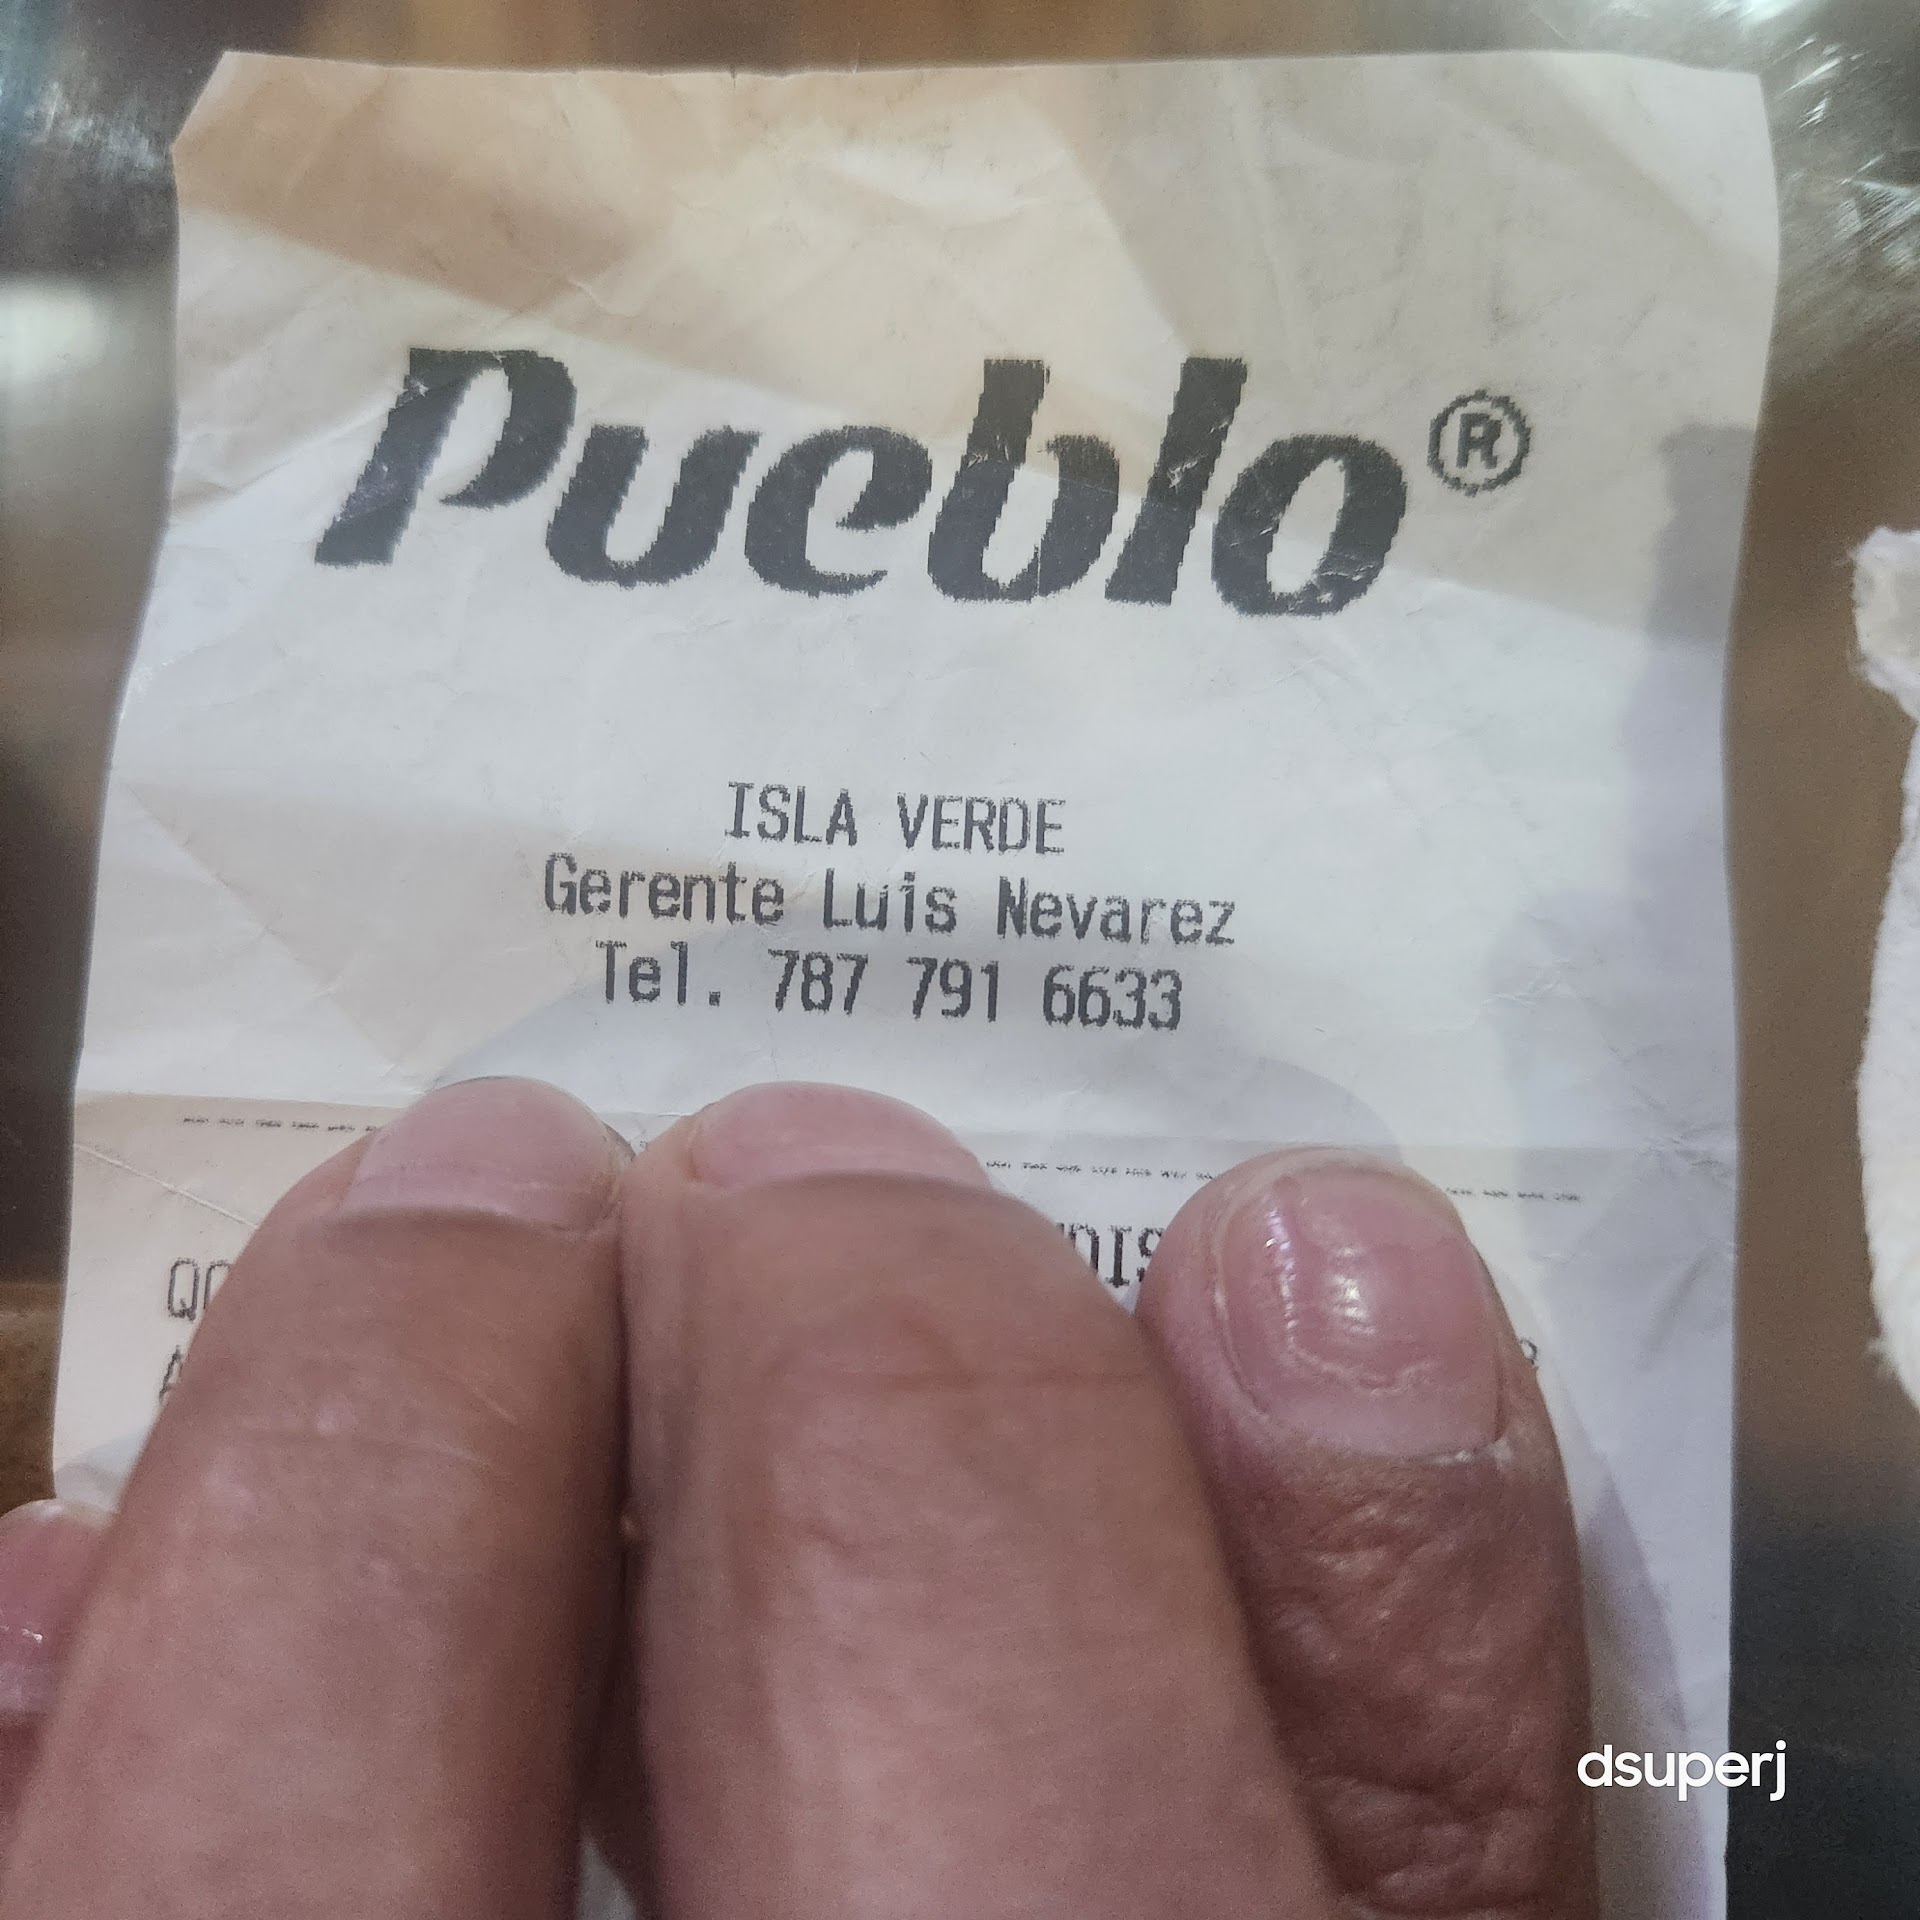 Pueblo®
ISLA VERDE
Gerente Luis Nevarez
Tel. 787 791 6633
dsuperj